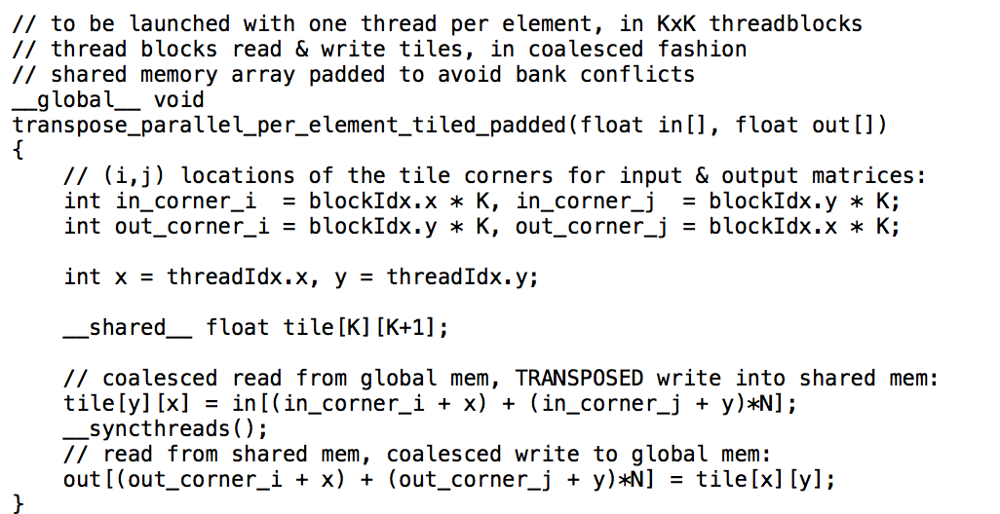 // to be launched with one thread per element, in KxK threadblocks
// thread blocks read & write tiles, in coalesced fashion
// shared memory array padded to avoid bank conflicts
__global__ void
transpose_parallel_per_element_tiled_padded(float in[], float out[])
{
    // (i,j) locations of the tile corners for input & output matrices:
    int in_corner_i  = blockIdx.x * K, in_corner_j  = blockIdx.y * K;
    int out_corner_i = blockIdx.y * K, out_corner_j = blockIdx.x * K;

    int x = threadIdx.x, y = threadIdx.y;

    __shared__ float tile[K][K+1];

    // coalesced read from global mem, TRANSPOSED write into shared mem:
    tile[y][x] = in[(in_corner_i + x) + (in_corner_j + y)*N];
    __syncthreads();
    // read from shared mem, coalesced write to global mem:
    out[(out_corner_i + x) + (out_corner_j + y)*N] = tile[x][y];
}